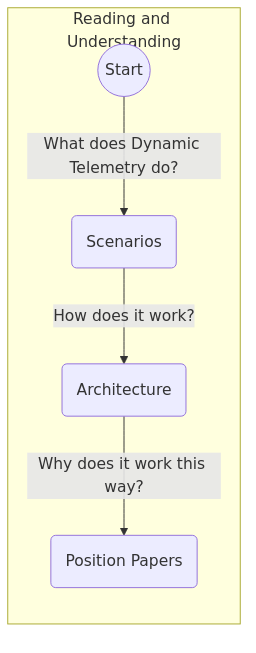 Reading and
Understanding
Start
What does Dynamic
Telemetry do?
Scenarios
How does it work?
Architecture
Why does it work this
way?
Position Papers